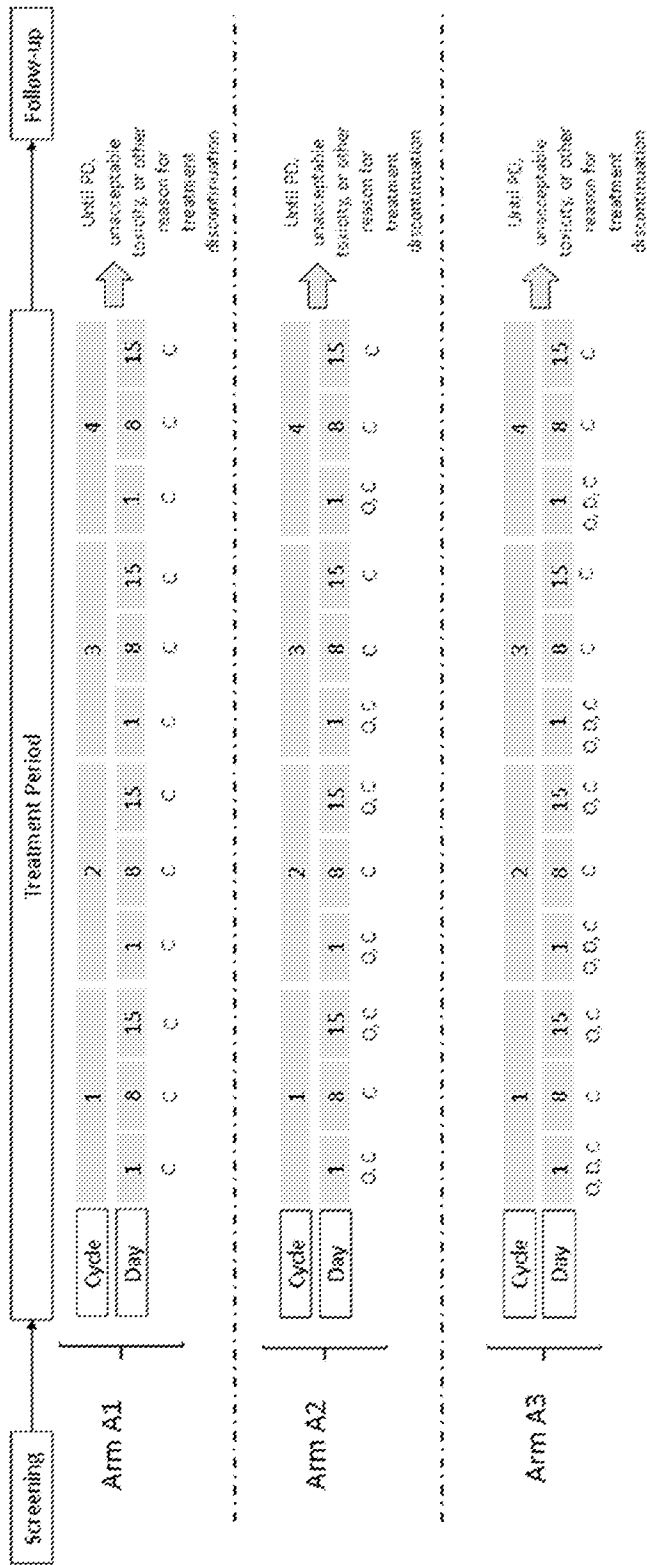 Screening
Treatment Period
Follow-up
Arm A1
Cycle 1 2 3 4
Day 1 8 15 1 8 15 1 8 15 1 8 15
C C C C C C C C C C C C
Until PD,
unacceptable
toxicity, or other
reason for
treatment
discontinuation
Arm A2
Cycle 1 2 3 4
Day 1 8 15 1 8 15 1 8 15 1 8 15
O, C C O, C O, C C O, C O, C C C O, C C C
Until PD,
unacceptable
toxicity, or other
reason for
treatment
discontinuation
Arm A3
Cycle 1 2 3 4
Day 1 8 15 1 8 15 1 8 15 1 8 15
O, D, C C O, C O, D, C C O, C O, D, C C C O, D, C C C
Until PD,
unacceptable
toxicity, or other
reason for
treatment
discontinuation